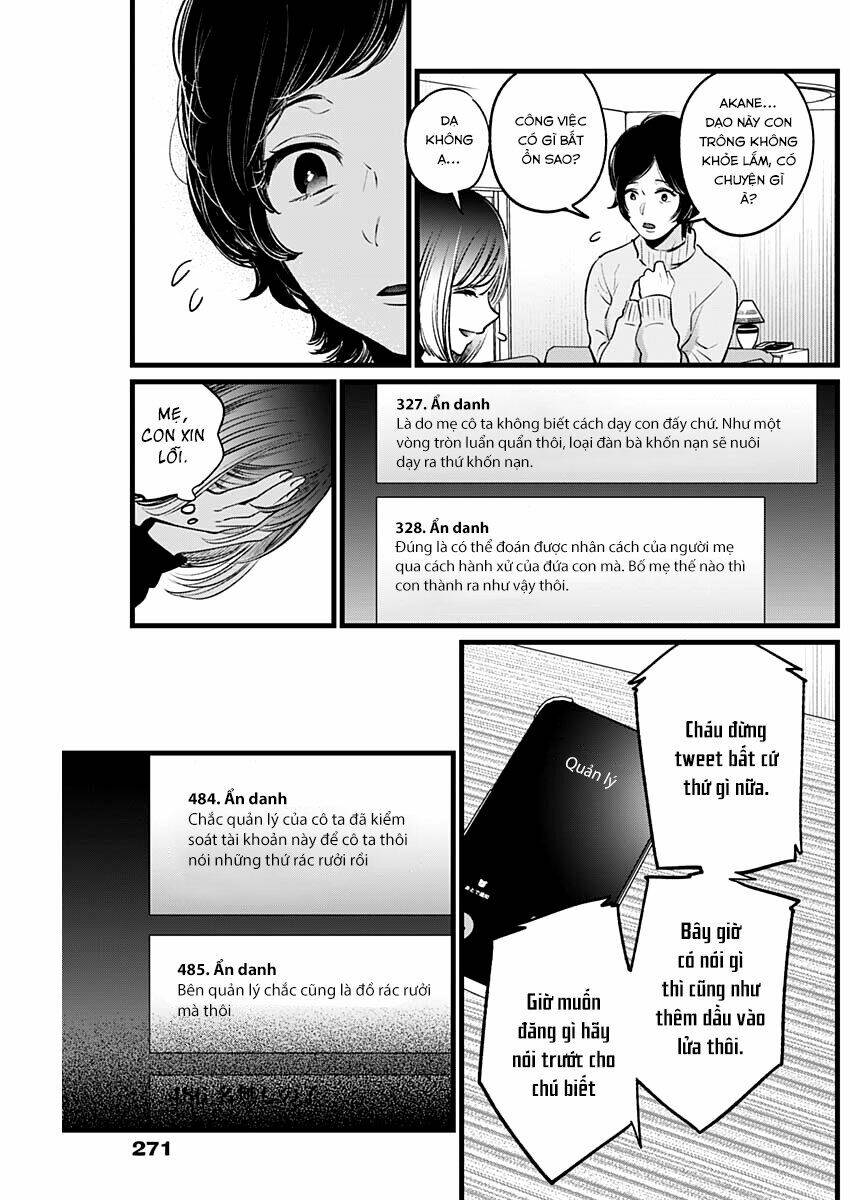 AKANE...
DẠO NÀY CON
TRÔNG KHÔNG
KHỎE LẮM, CÓ
CHUYỆN GÌ
À?
CÔNG VIỆC
CÓ GÌ BẤT
ỔN SAO?
DẠ
KHÔNG
Ạ...
327. Ẩn danh
Là do mẹ cô ta không biết cách dạy con đấy chứ. Như một
vòng tròn luẩn quẩn thôi, loại đàn bà khốn nạn sẽ nuôi
dạy ra thứ khốn nạn.
328. Ẩn danh
Đúng là có thể đoán được nhân cách của người mẹ
qua cách hành xử của đứa con mà. Bố mẹ thế nào thì
con thành ra như vậy thôi.
MẸ,
CON XIN
LỖI.
Cháu đừng
tweet bất cứ
thứ gì nữa.
Quản lý
Bây giờ
có nói gì
thì cũng như
thêm dầu vào
lửa thôi.
Giờ muốn
đăng gì hãy
nói trước cho
chú biết
484. Ẩn danh
Chắc quản lý của cô ta đã kiểm
soát tài khoản này để cô ta thôi
nói những thứ rác rưởi rồi
485. Ẩn danh
Bên quản lý chắc cũng là đồ rác rưởi
mà thôi
271